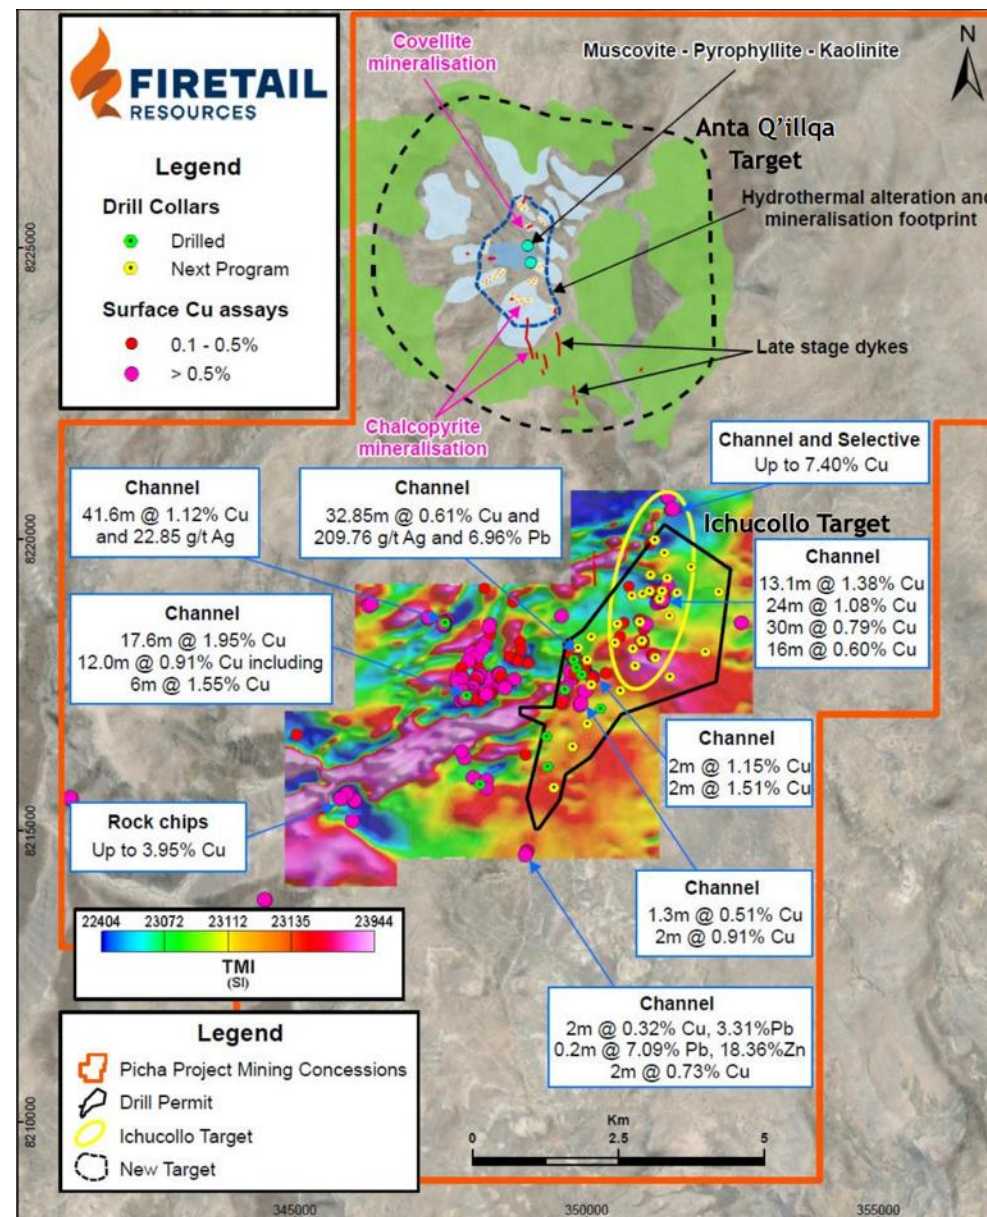 FIRETAIL
RESOURCES
Legend
Drill Collars
Drilled
Next Program
Surface Cu assays
0.1 - 0.5%
> 0.5%
Covellite
mineralisation
Muscovite - Pyrophyllite - Kaolinite
N
Anta Q'illqa
Target
Hydrothermal alteration and
mineralisation footprint
Late stage dykes
Chalcopyrite
mineralisation
8225000
8220000
8215000
8210000
Channel and Selective
Up to 7.40% Cu
Ichucollo Target
Channel
41.6m @ 1.12% Cu
and 22.85 g/t Ag
Channel
32.85m @ 0.61% Cu and
209.76 g/t Ag and 6.96% Pb
Channel
13.1m @ 1.38% Cu
24m @ 1.08% Cu
30m @ 0.79% Cu
16m @ 0.60% Cu
Channel
17.6m @ 1.95% Cu
12.0m @ 0.91% Cu including
6m @ 1.55% Cu
Channel
2m @ 1.15% Cu
2m @ 1.51% Cu
Rock chips
Up to 3.95% Cu
Channel
1.3m @ 0.51% Cu
2m @ 0.91% Cu
22404 23072 23112 23135 23944
TMI
(SI)
Channel
2m @ 0.32% Cu, 3.31%Pb
0.2m @ 7.09% Pb, 18.36%Zn
2m @ 0.73% Cu
Legend
Picha Project Mining Concessions
Drill Permit
Ichucollo Target
New Target
Km
0 2.5 5
345000 350000 355000